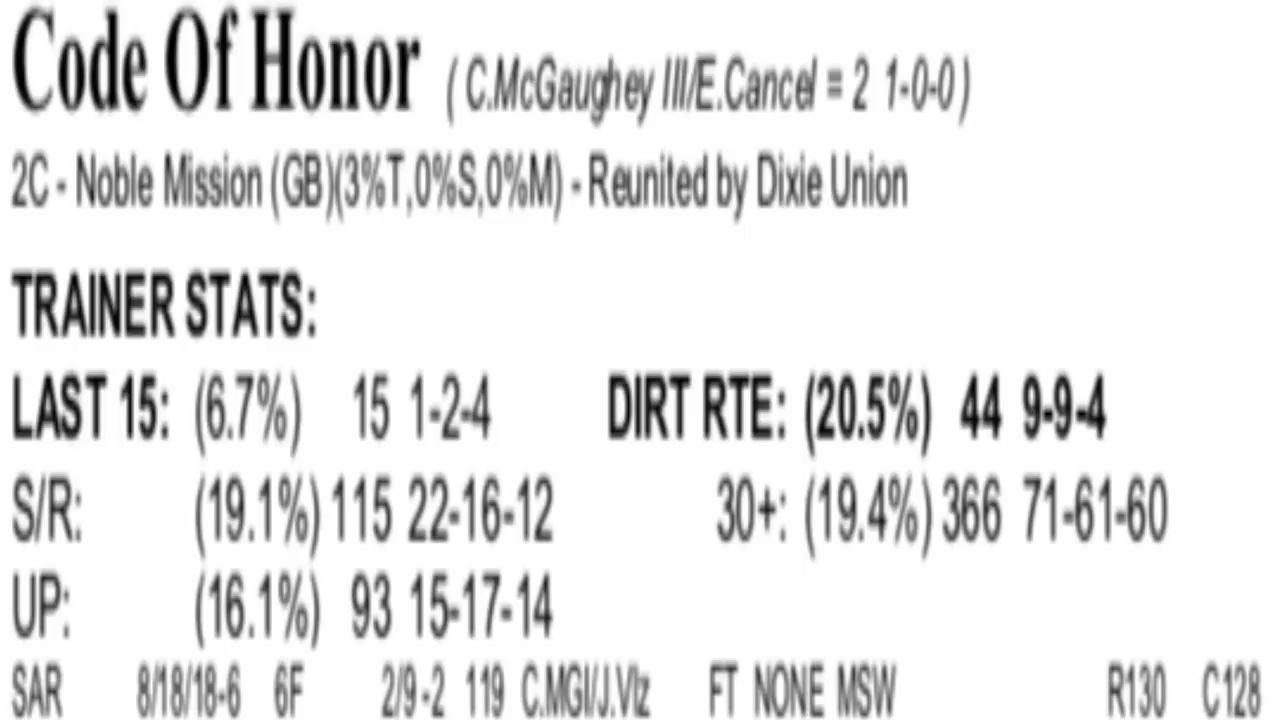 Code Of Honor ( C.McGaughey III/E.Cancel = 2 1-0-0 )
2C - Noble Mission (GB)(3%T,0%S,0%M) - Reunited by Dixie Union
TRAINER STATS:
LAST 15: (6.7%) 15 1-2-4 DIRT RTE: (20.5%) 44 9-9-4
S/R: (19.1%) 115 22-16-12 30+: (19.4%) 366 71-61-60
UP: (16.1%) 93 15-17-14
SAR 8/18/18-6 6F 2/9 -2 119 C.MGI/J.Vlz FT NONE MSW R130 C128